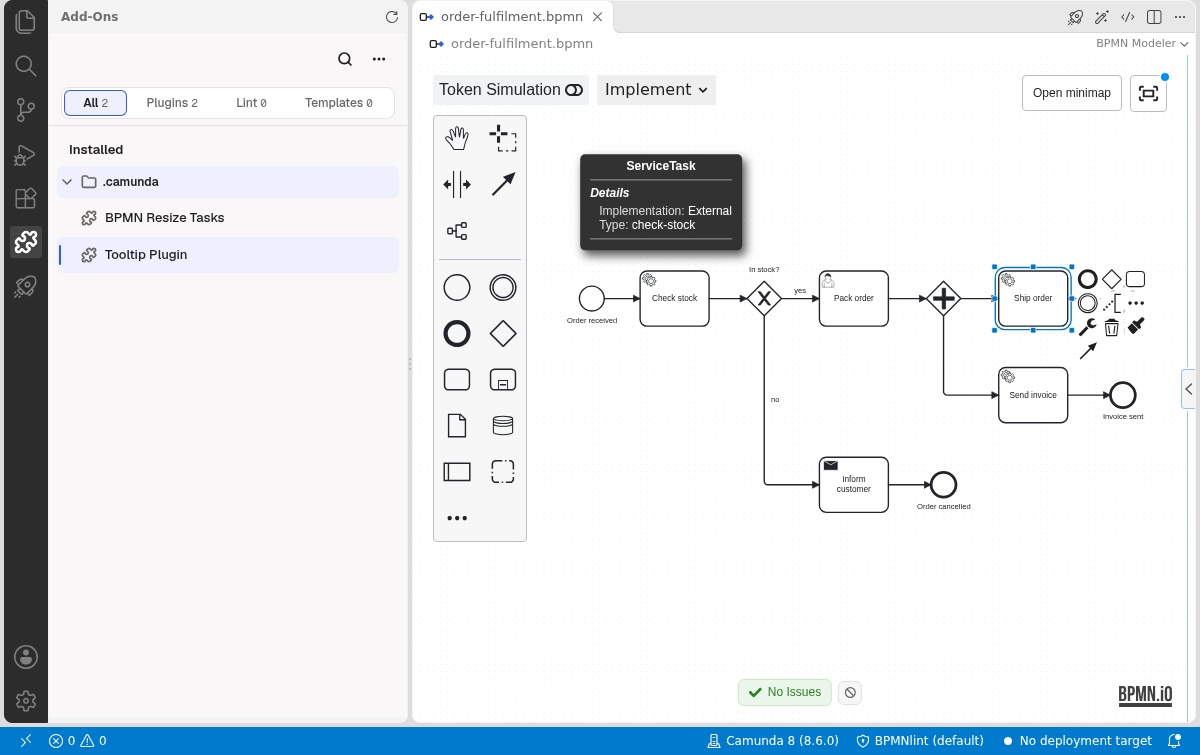 Add-Ons
order-fulfilment.bpmn
order-fulfilment.bpmn
BPMN Modeler
All 2
Plugins 2
Lint 0
Templates 0
Installed
.camunda
BPMN Resize Tasks
Tooltip Plugin
Token Simulation
Implement
Open minimap
ServiceTask
Details
Implementation: External
Type: check-stock
Order received
Check stock
In stock?
yes
no
Pack order
Ship order
Send invoice
Invoice sent
Inform
customer
Order cancelled
No Issues
BPMN.iO
0
0
Camunda 8 (8.6.0)
BPMNlint (default)
No deployment target